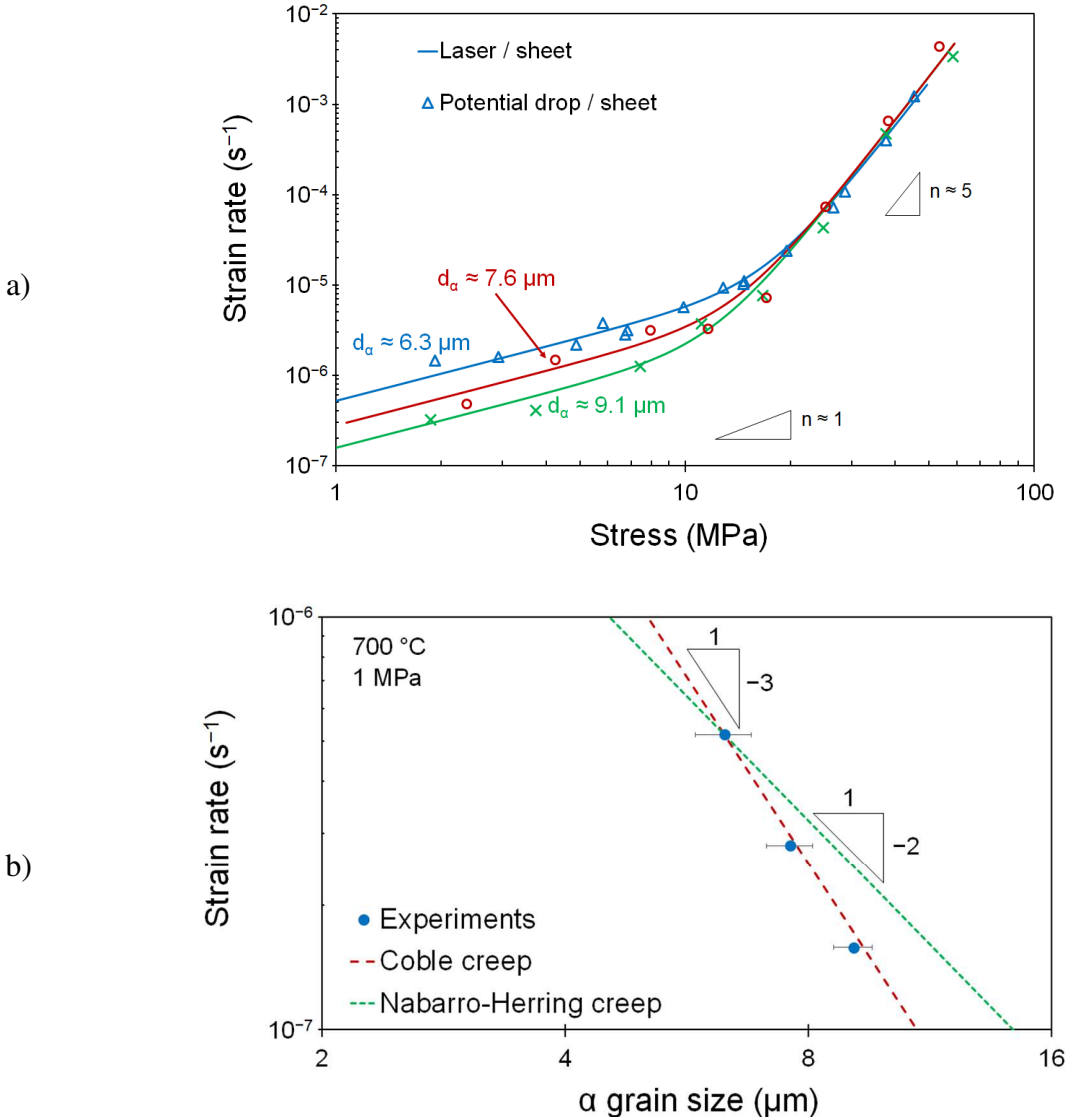 a)
Strain rate (s⁻¹)
10⁻²
10⁻³
10⁻⁴
10⁻⁵
10⁻⁶
10⁻⁷
Laser / sheet
Potential drop / sheet
n ≈ 5
dα ≈ 7.6 µm
dα ≈ 6.3 µm
dα ≈ 9.1 µm
n ≈ 1
1
10
100
Stress (MPa)
b)
Strain rate (s⁻¹)
10⁻⁶
10⁻⁷
700 °C
1 MPa
1
−3
1
−2
Experiments
Coble creep
Nabarro-Herring creep
2
4
8
16
α grain size (µm)